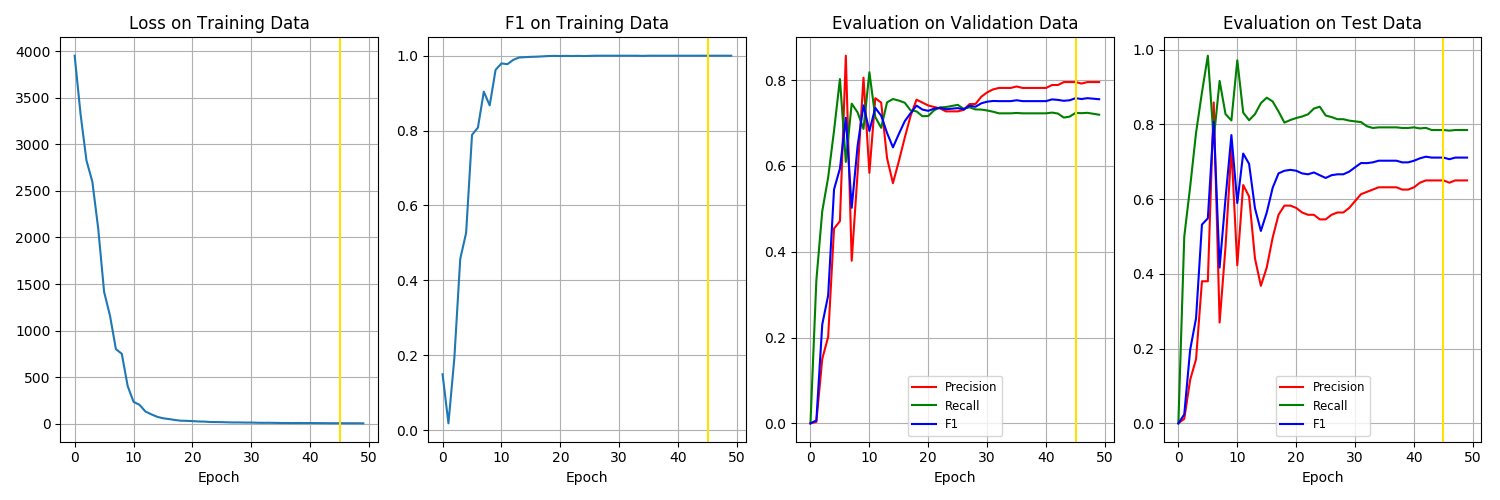 Loss on Training Data
4000
3500
3000
2500
2000
1500
1000
500
0
0 10 20 30 40 50
Epoch
F1 on Training Data
1.0
0.8
0.6
0.4
0.2
0.0
0 10 20 30 40 50
Epoch
Evaluation on Validation Data
0.8
0.6
0.4
0.2
0.0
Precision
Recall
F1
0 10 20 30 40 50
Epoch
Evaluation on Test Data
1.0
0.8
0.6
0.4
0.2
0.0
Precision
Recall
F1
0 10 20 30 40 50
Epoch